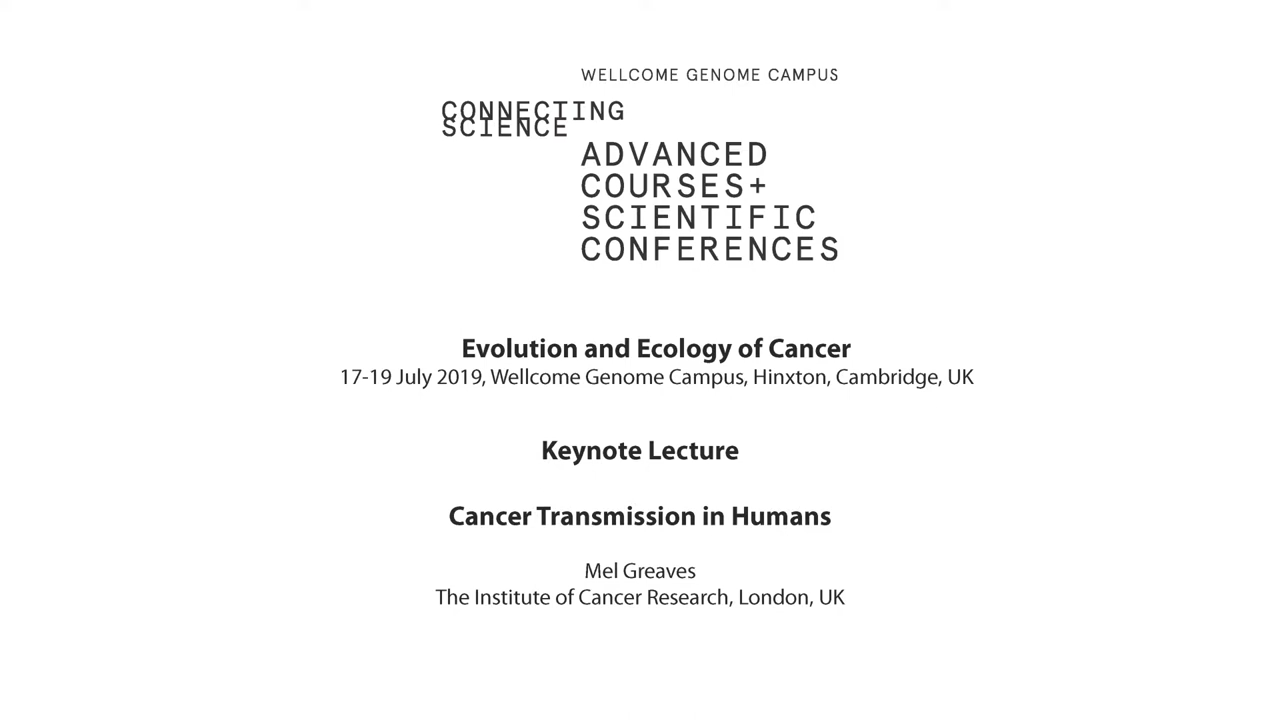 WELLCOME GENOME CAMPUS
CONNECTING
SCIENCE
ADVANCED
COURSES+
SCIENTIFIC
CONFERENCES
Evolution and Ecology of Cancer
17-19 July 2019, Wellcome Genome Campus, Hinxton, Cambridge, UK
Keynote Lecture
Cancer Transmission in Humans
Mel Greaves
The Institute of Cancer Research, London, UK